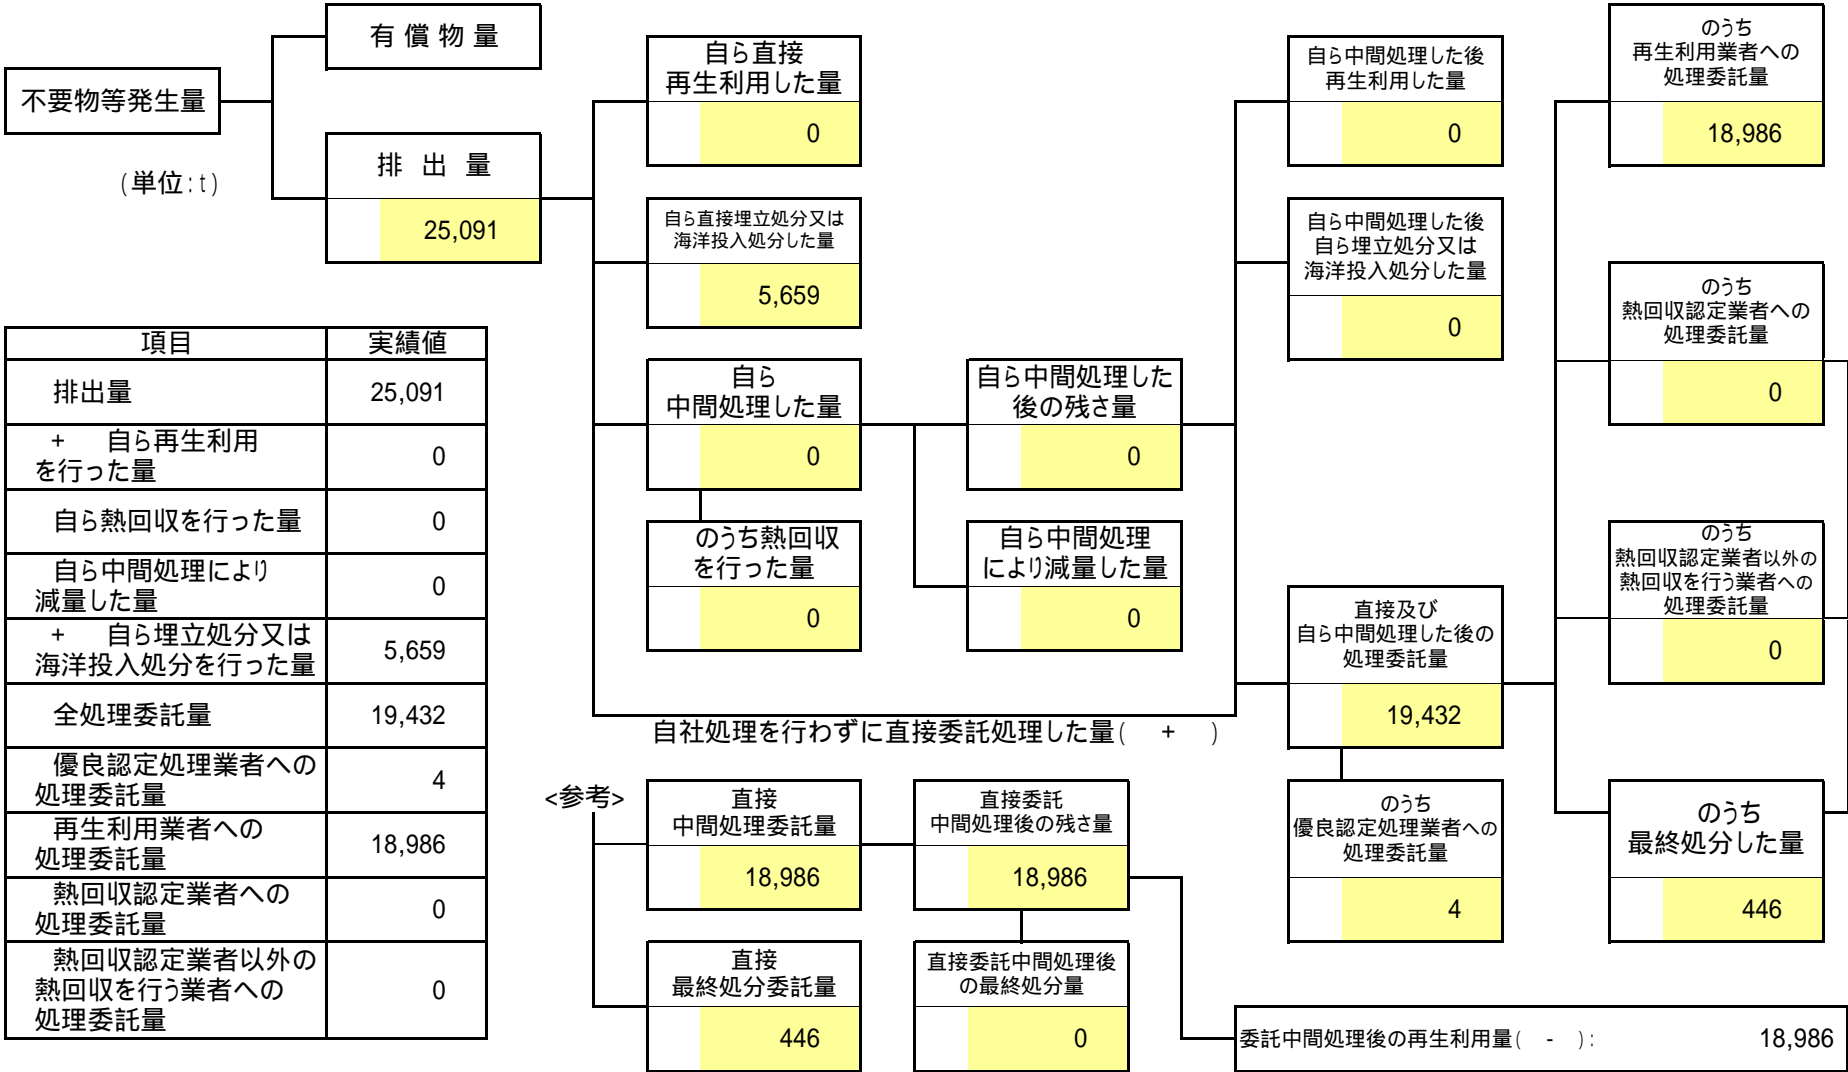 不要物等発生量
(単位:t)
有 償 物 量
排 出 量
25,091
自ら直接
再生利用した量
0
自ら直接埋立処分又は
海洋投入処分した量
5,659
自ら
中間処理した量
0
のうち熱回収
を行った量
0
自ら中間処理した
後の残さ量
0
自ら中間処理
により減量した量
0
自ら中間処理した後
再生利用した量
0
自ら中間処理した後
自ら埋立処分又は
海洋投入処分した量
0
直接及び
自ら中間処理した後の
処理委託量
19,432
のうち
優良認定処理業者への
処理委託量
4
のうち
再生利用業者への
処理委託量
18,986
のうち
熱回収認定業者への
処理委託量
0
のうち
熱回収認定業者以外の
熱回収を行う業者への
処理委託量
0
のうち
最終処分した量
446
自社処理を行わずに直接委託処理した量( + )
項目 実績値
排出量 25,091
+ 自ら再生利用
を行った量 0
自ら熱回収を行った量 0
自ら中間処理により
減量した量 0
+ 自ら埋立処分又は
海洋投入処分を行った量 5,659
全処理委託量 19,432
優良認定処理業者への
処理委託量 4
再生利用業者への
処理委託量 18,986
熱回収認定業者への
処理委託量 0
熱回収認定業者以外の
熱回収を行う業者への
処理委託量 0
<参考>
直接
中間処理委託量
18,986
直接委託
中間処理後の残さ量
18,986
直接
最終処分委託量
446
直接委託中間処理後
の最終処分量
0
委託中間処理後の再生利用量( - ): 18,986